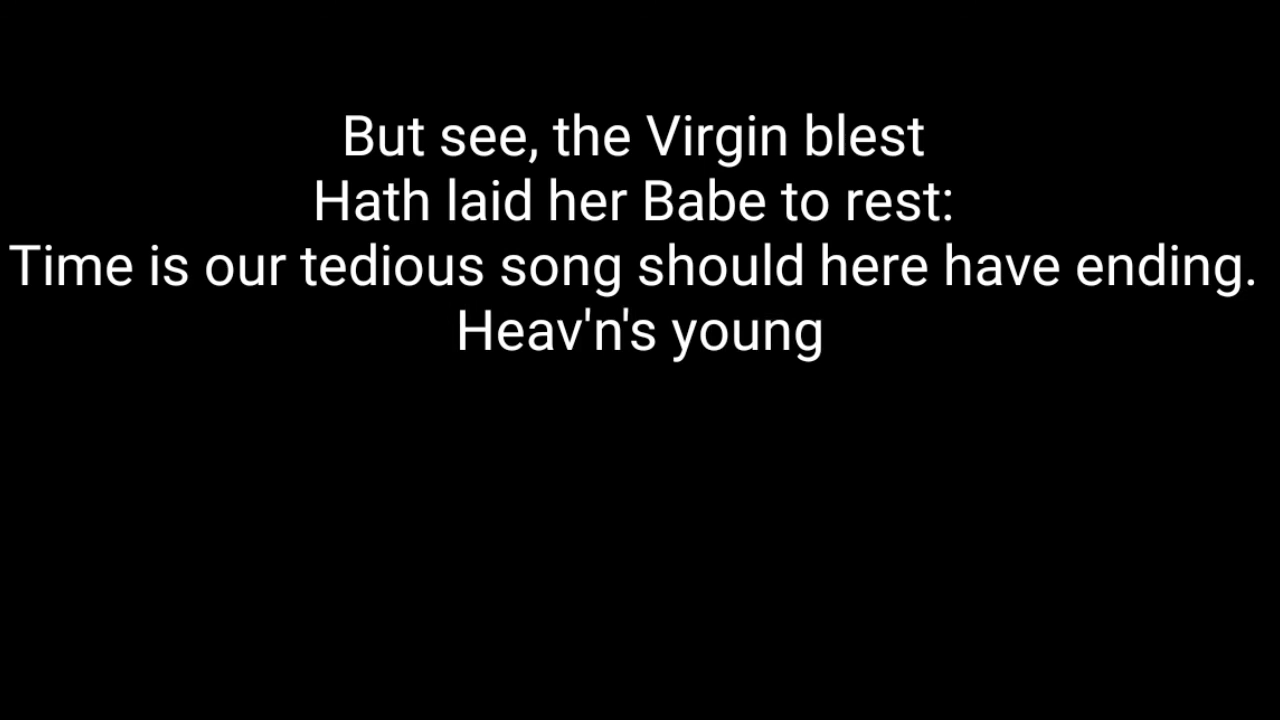 But see, the Virgin blest
Hath laid her Babe to rest:
Time is our tedious song should here have ending.
Heav'n's young